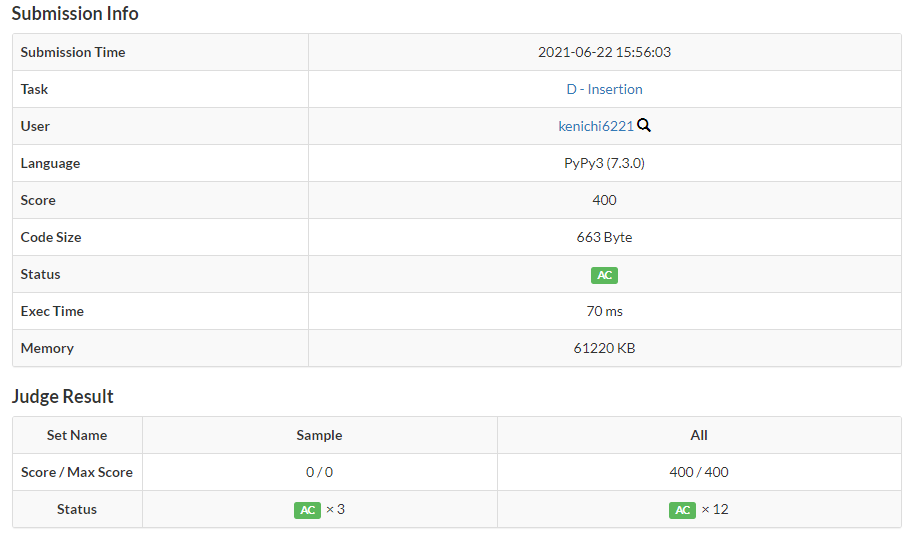 Submission Info
Submission Time 2021-06-22 15:56:03
Task D - Insertion
User kenichi6221
Language PyPy3 (7.3.0)
Score 400
Code Size 663 Byte
Status AC
Exec Time 70 ms
Memory 61220 KB
Judge Result
Set Name Sample All
Score / Max Score 0 / 0 400 / 400
Status AC × 3 AC × 12